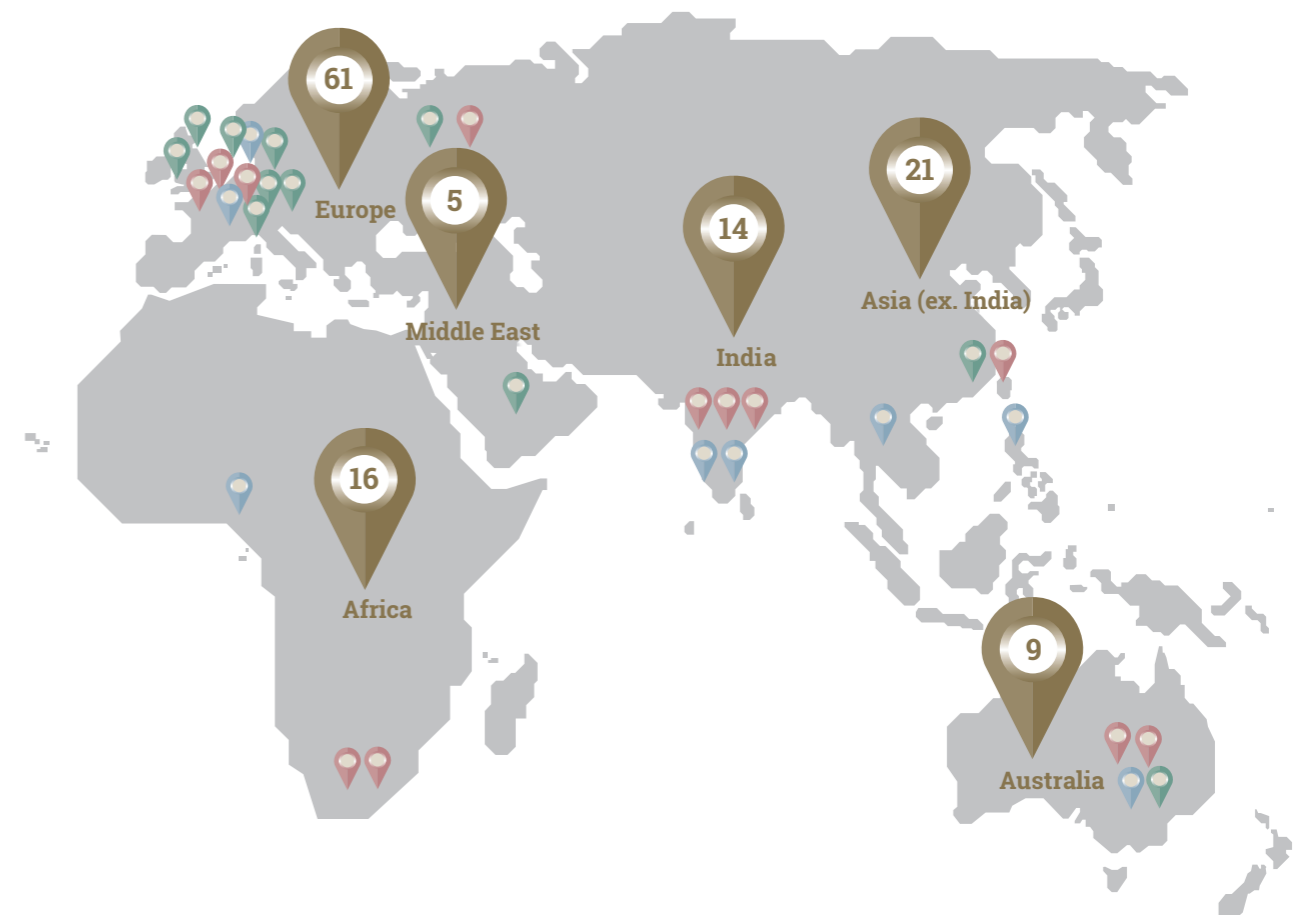 61
Europe
5
Middle East
14
India
21
Asia (ex. India)
16
Africa
9
Australia